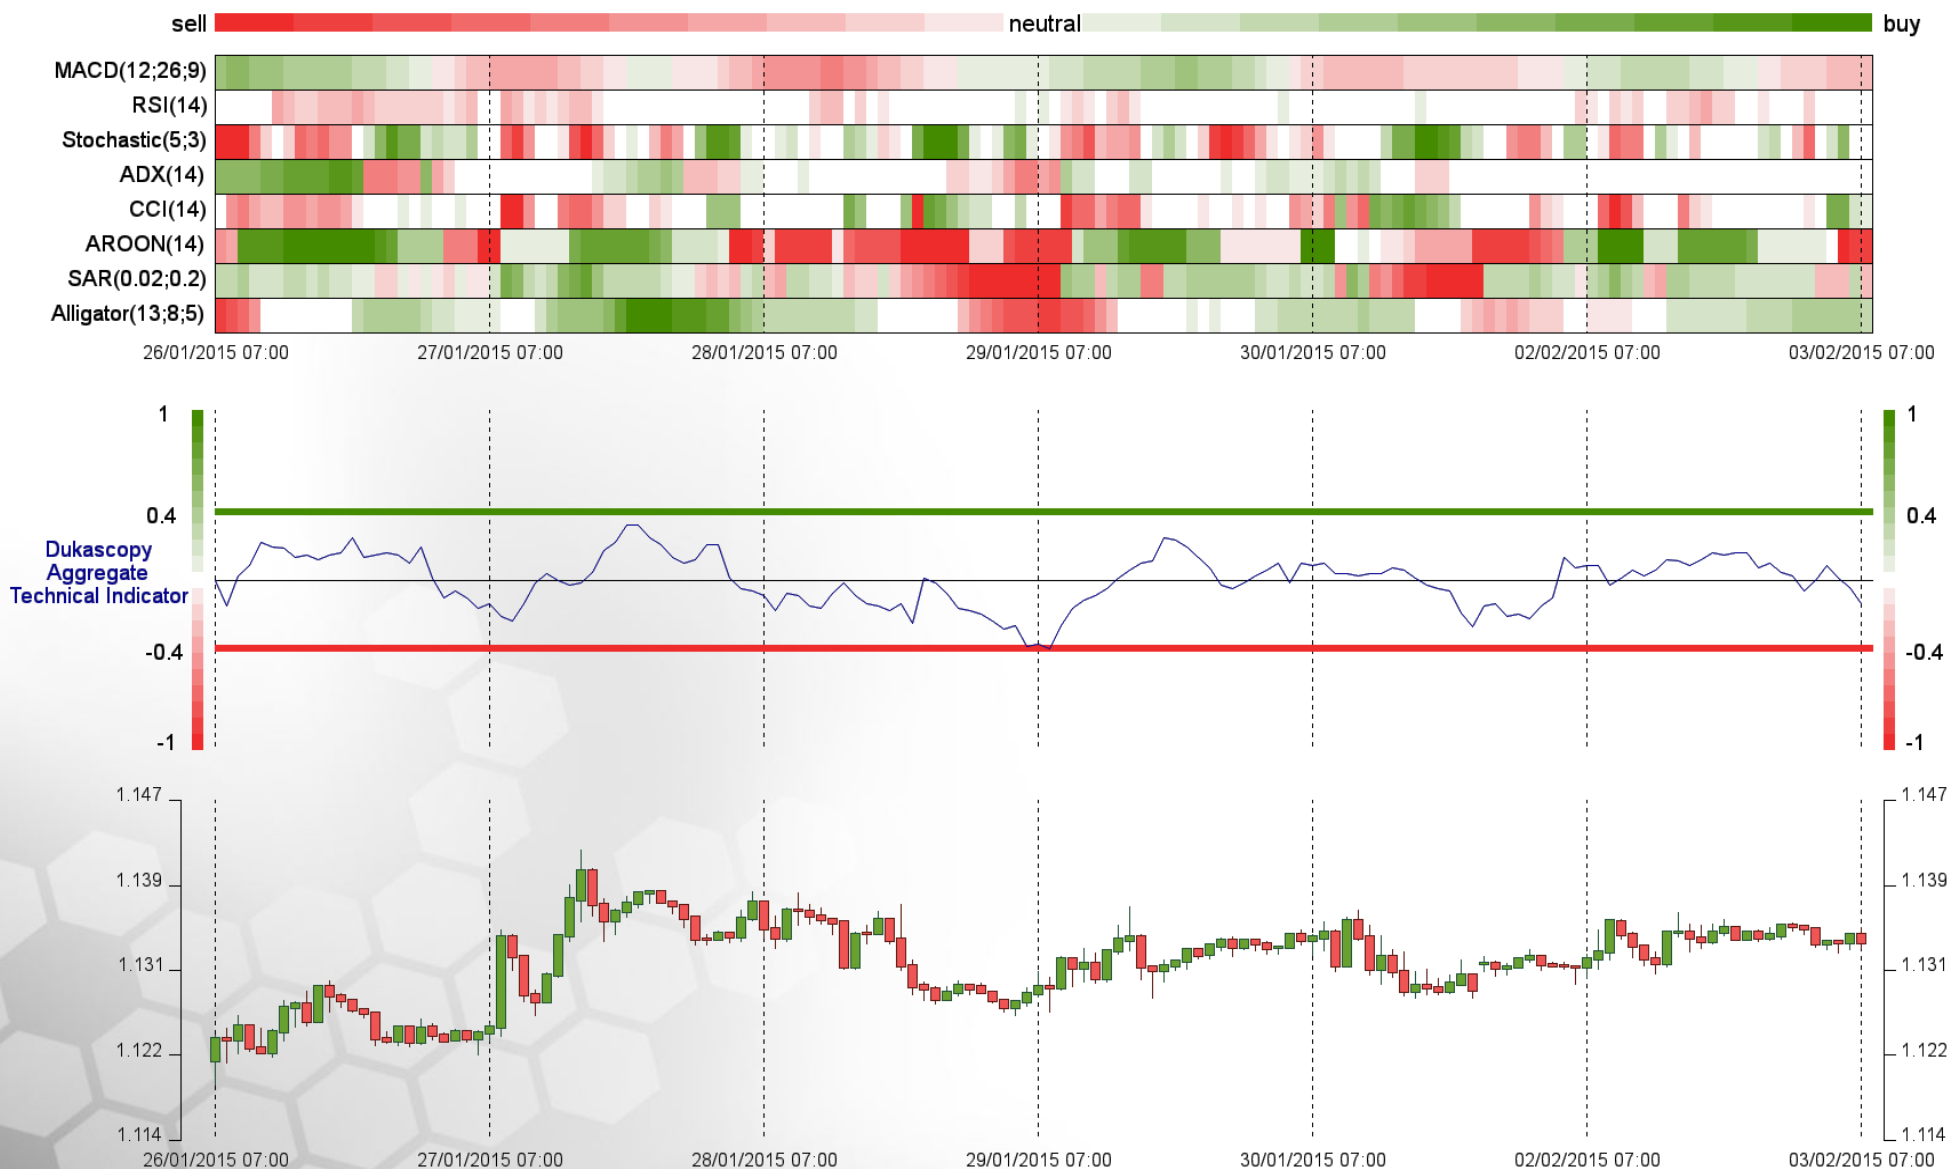 sell neutral buy
MACD(12;26;9)
RSI(14)
Stochastic(5;3)
ADX(14)
CCI(14)
AROON(14)
SAR(0.02;0.2)
Alligator(13;8;5)
26/01/2015 07:00 27/01/2015 07:00 28/01/2015 07:00 29/01/2015 07:00 30/01/2015 07:00 02/02/2015 07:00 03/02/2015 07:00
1 1
0.4 0.4
Dukascopy
Aggregate
Technical Indicator
-0.4 -0.4
-1 -1
1.147 1.147
1.139 1.139
1.131 1.131
1.122 1.122
1.114 1.114
26/01/2015 07:00 27/01/2015 07:00 28/01/2015 07:00 29/01/2015 07:00 30/01/2015 07:00 02/02/2015 07:00 03/02/2015 07:00